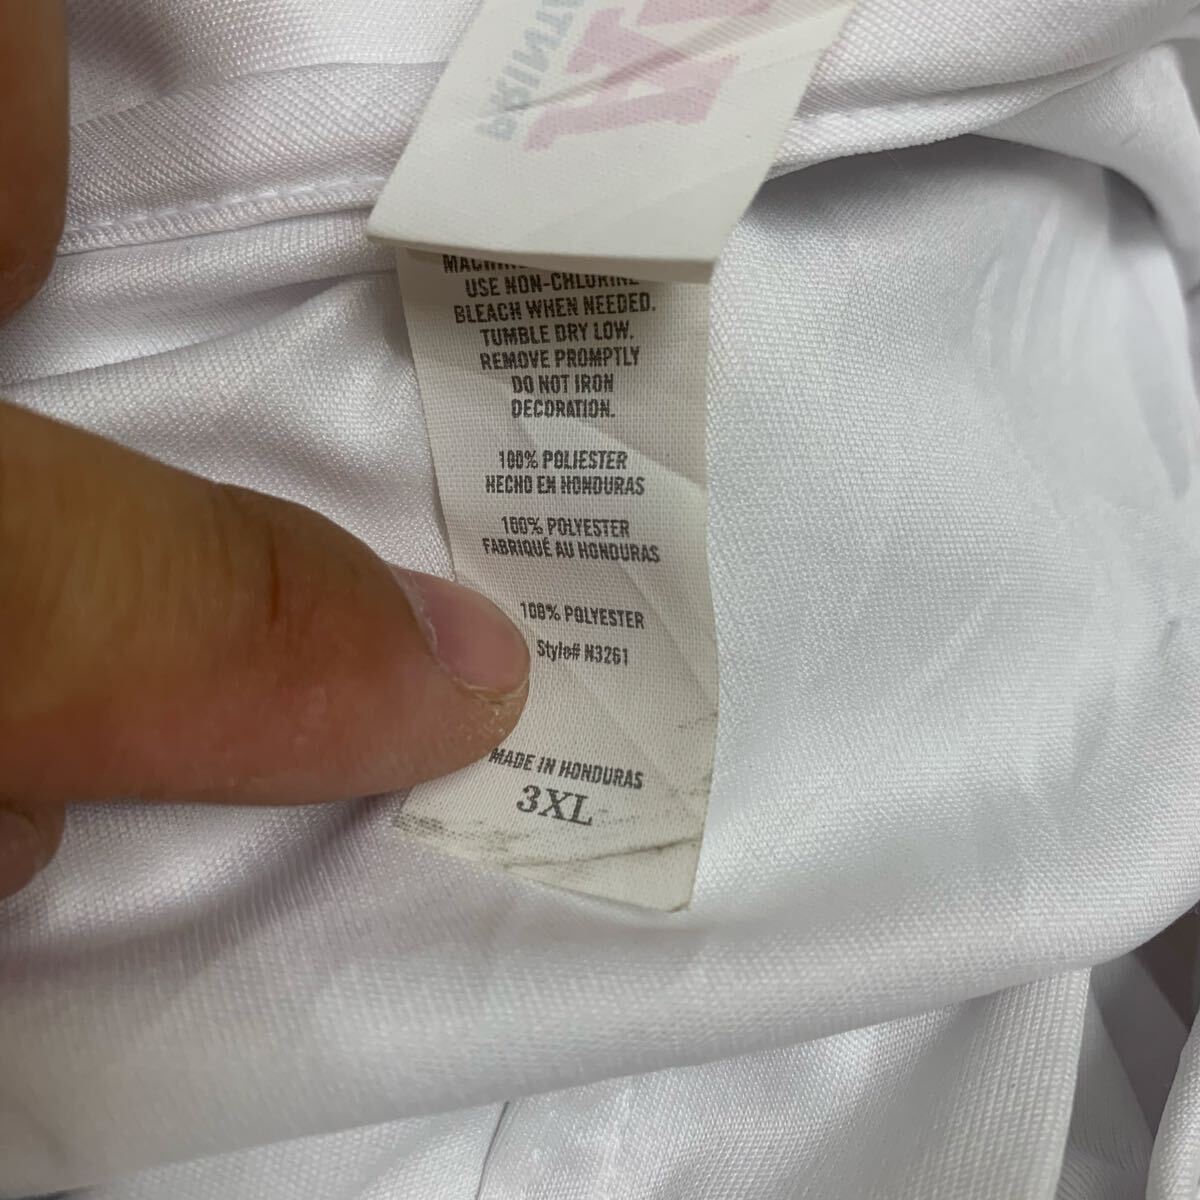 USE NON-CHLORINE
BLEACH WHEN NEEDED.
TUMBLE DRY LOW.
REMOVE PROMPTLY
DO NOT IRON
DECORATION.
100% POLIESTER
HECHO EN HONDURAS
100% POLYESTER
FABRIQUÉ AU HONDURAS
100% POLYESTER
Style# N3261
MADE IN HONDURAS
3XL